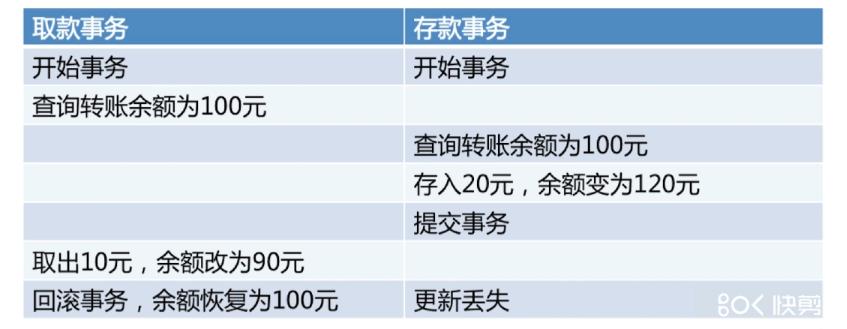 取款事务 存款事务
开始事务 开始事务
查询转账余额为100元
查询转账余额为100元
存入20元，余额变为120元
提交事务
取出10元，余额改为90元
回滚事务，余额恢复为100元 更新丢失
快剪